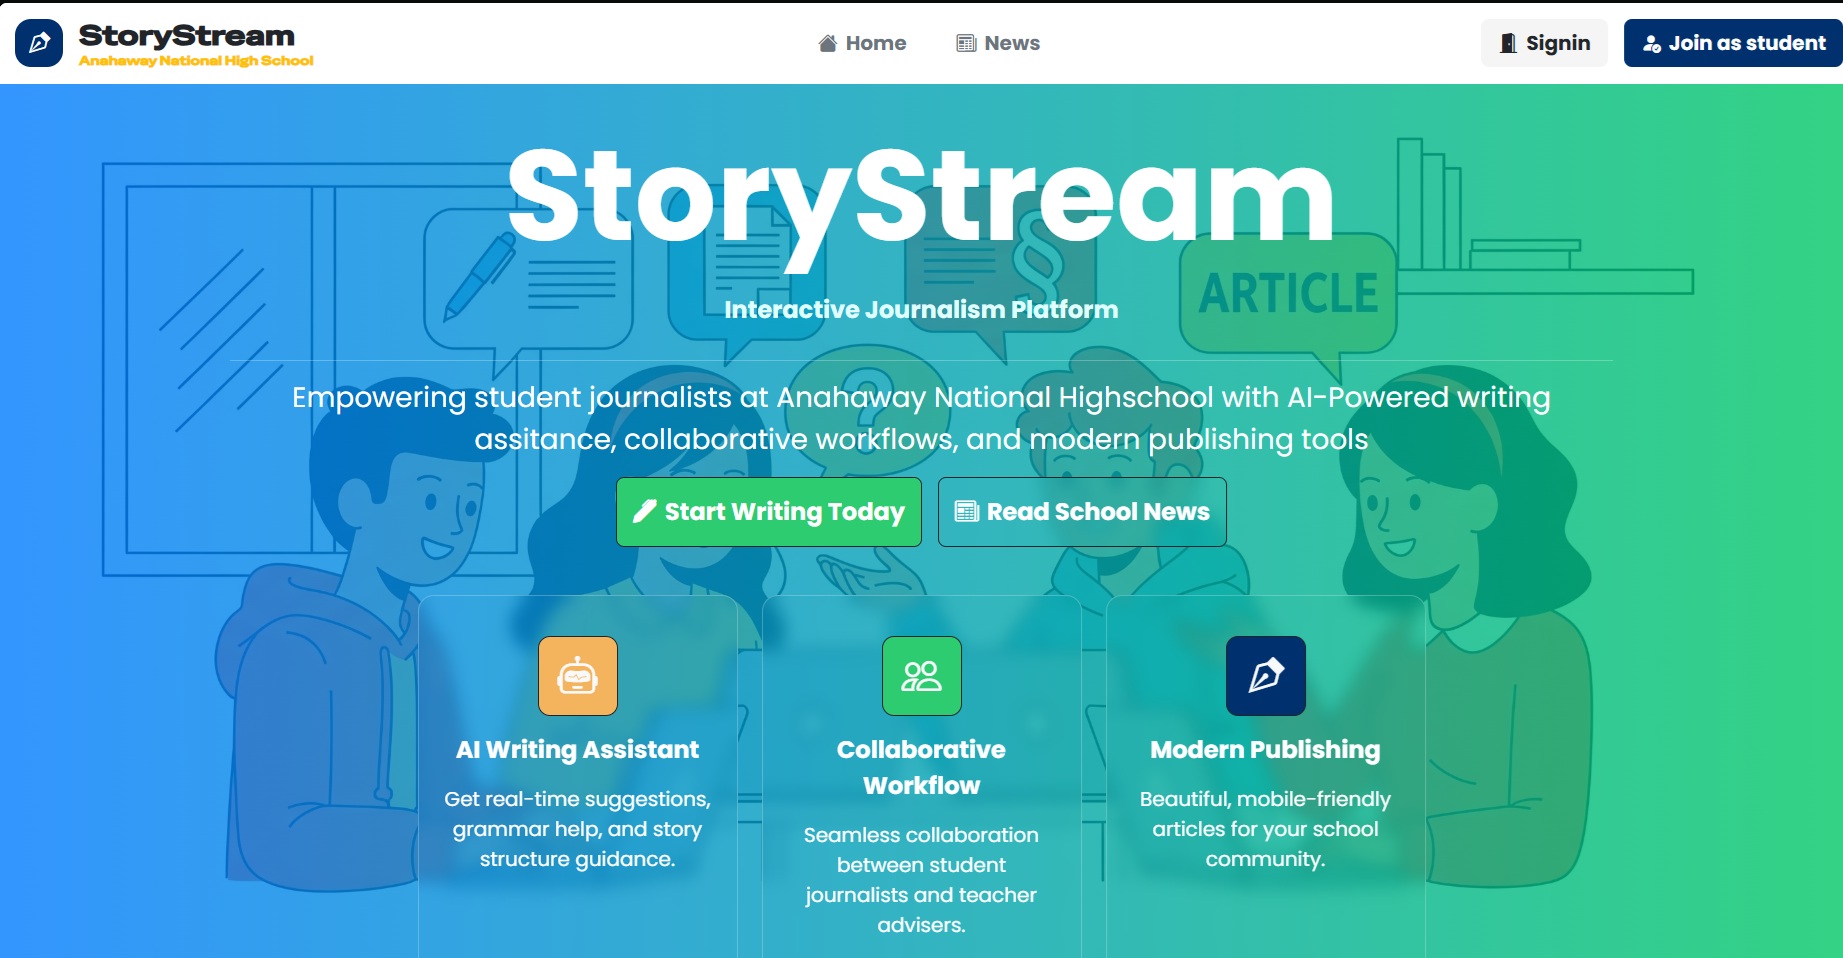 StoryStream
Anahaway National High School
Home
News
Signin
Join as student
StoryStream
ARTICLE
Interactive Journalism Platform
Empowering student journalists at Anahaway National Highschool with AI-Powered writing
assitance, collaborative workflows, and modern publishing tools
Start Writing Today
Read School News
AI Writing Assistant
Get real-time suggestions,
grammar help, and story
structure guidance.
Collaborative
Workflow
Seamless collaboration
between student
journalists and teacher
advisers.
Modern Publishing
Beautiful, mobile-friendly
articles for your school
community.